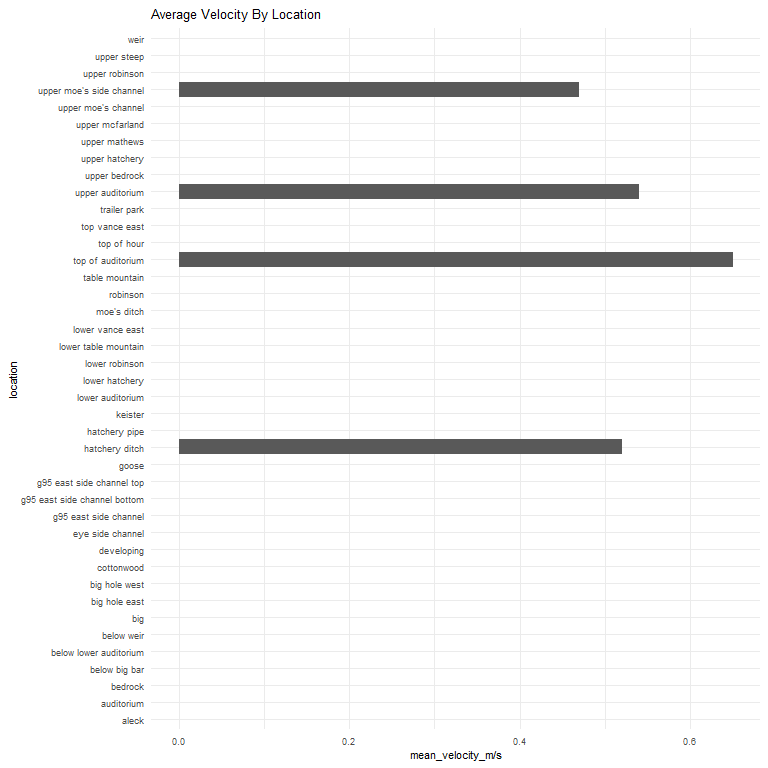 Average Velocity By Location
weir
upper steep
upper robinson
upper moe's side channel
upper moe's channel
upper mcfarland
upper mathews
upper hatchery
upper bedrock
upper auditorium
trailer park
top vance east
top of hour
top of auditorium
table mountain
robinson
moe's ditch
lower vance east
lower table mountain
lower robinson
lower hatchery
lower auditorium
keister
hatchery pipe
hatchery ditch
goose
g95 east side channel top
g95 east side channel bottom
g95 east side channel
eye side channel
developing
cottonwood
big hole west
big hole east
big
below weir
below lower auditorium
below big bar
bedrock
auditorium
aleck
location
0.0 0.2 0.4 0.6
mean_velocity_m/s